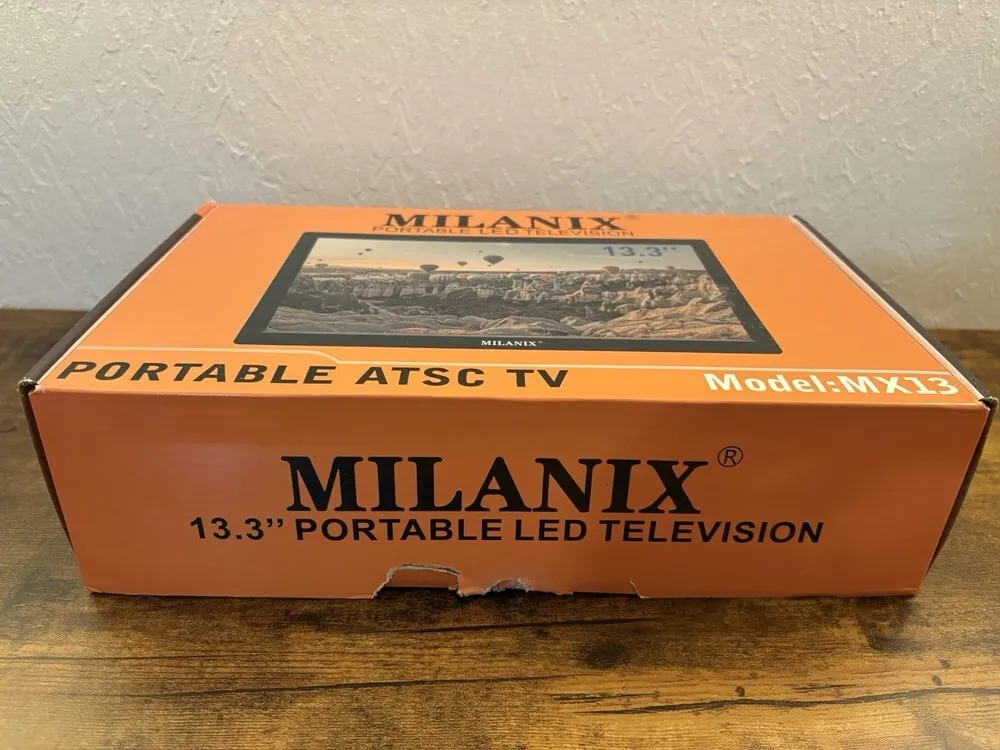 MILANIX®
PORTABLE LED TELEVISION
13.3’’
MILANIX
PORTABLE ATSC TV
Model:MX13
MILANIX®
13.3’’ PORTABLE LED TELEVISION